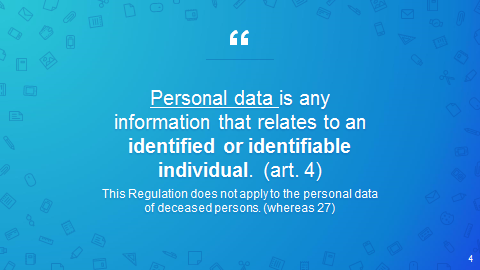 “
Personal data is any
information that relates to an
identified or identifiable
individual. (art. 4)
This Regulation does not apply to the personal data
of deceased persons. (whereas 27)
4